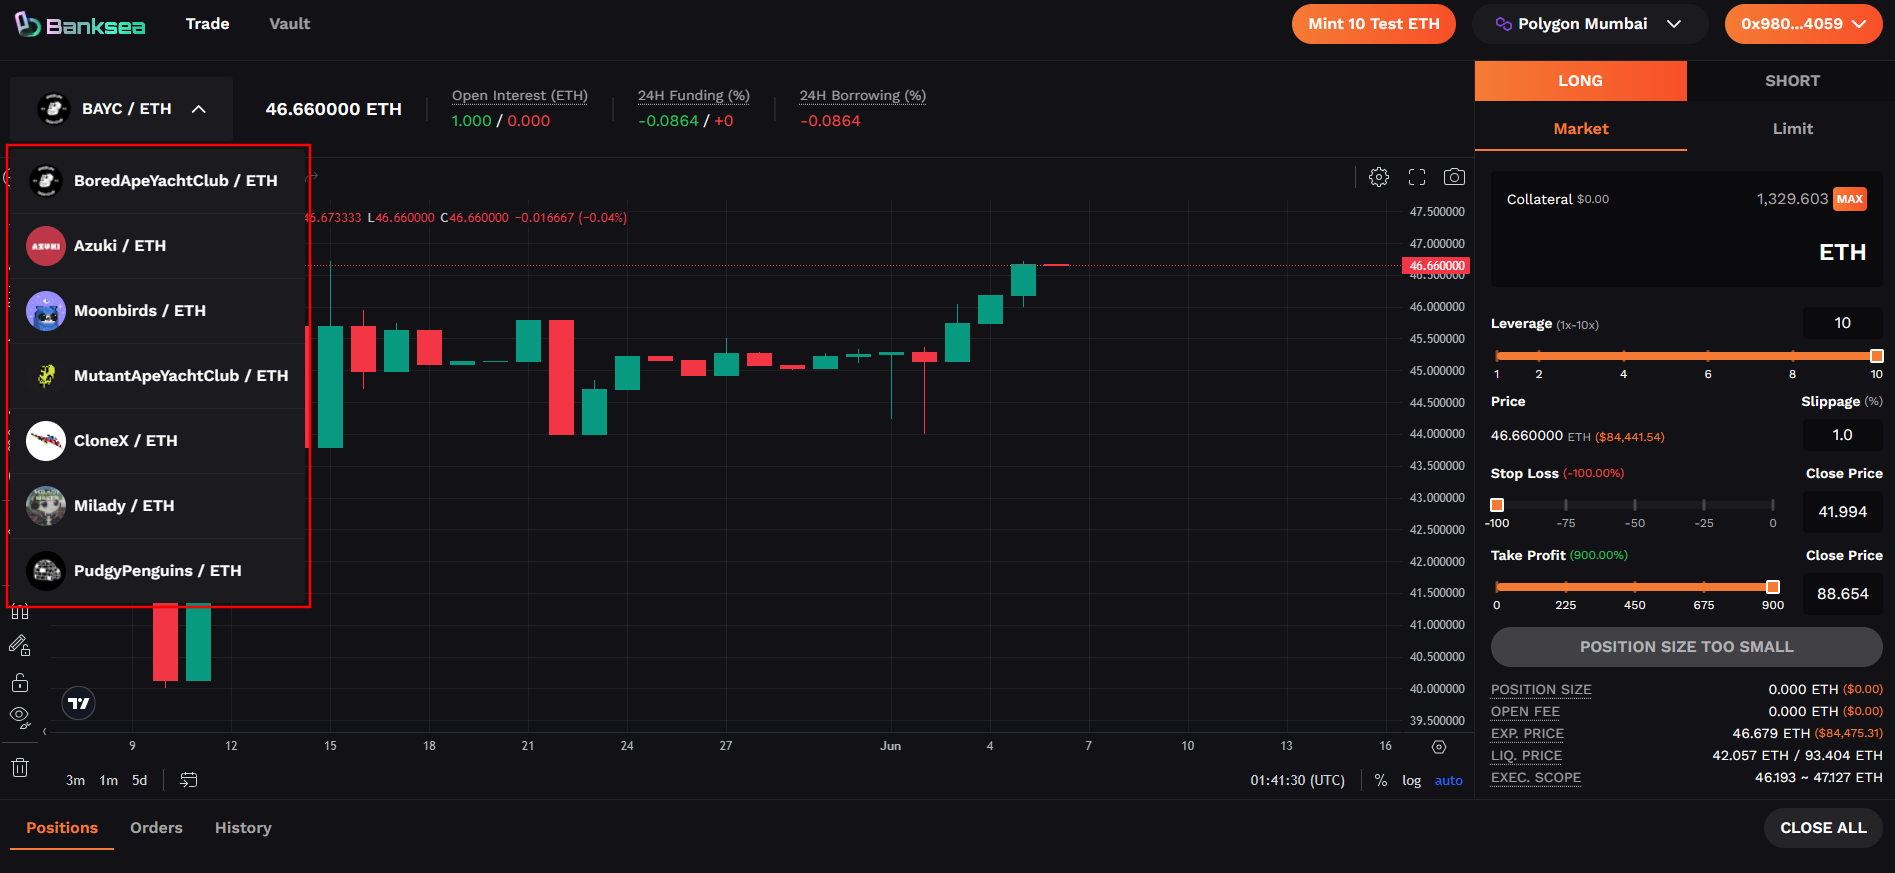 Banksea Trade Vault Mint 10 Test ETH Polygon Mumbai 0x980...4059
BAYC / ETH 46.660000 ETH
Open Interest (ETH) 24H Funding (%) 24H Borrowing (%)
1.000 / 0.000 -0.0864 / +0 -0.0864
BoredApeYachtClub / ETH
Azuki / ETH
Moonbirds / ETH
MutantApeYachtClub / ETH
CloneX / ETH
Milady / ETH
PudgyPenguins / ETH
46.673333 L46.660000 C46.660000 -0.016667 (-0.04%)
47.500000
47.000000
46.660000
46.500000
46.000000
45.500000
45.000000
44.500000
44.000000
43.500000
43.000000
42.500000
42.000000
41.500000
41.000000
40.500000
40.000000
39.500000
9 12 15 18 21 24 27 Jun 4 7 10 13 16
3m 1m 5d 01:41:30 (UTC) % log auto
LONG SHORT
Market Limit
Collateral $0.00 1,329.603 MAX
ETH
Leverage (1x-10x) 10
1 2 4 6 8 10
Price Slippage (%)
46.660000 ETH ($84,441.54) 1.0
Stop Loss (-100.00%) Close Price
41.994
-100 -75 -50 -25 0
Take Profit (900.00%) Close Price
88.654
0 225 450 675 900
POSITION SIZE TOO SMALL
POSITION SIZE 0.000 ETH ($0.00)
OPEN FEE 0.000 ETH ($0.00)
EXP. PRICE 46.679 ETH ($84,475.31)
LIQ. PRICE 42.057 ETH / 93.404 ETH
EXEC. SCOPE 46.193 ~ 47.127 ETH
Positions Orders History CLOSE ALL